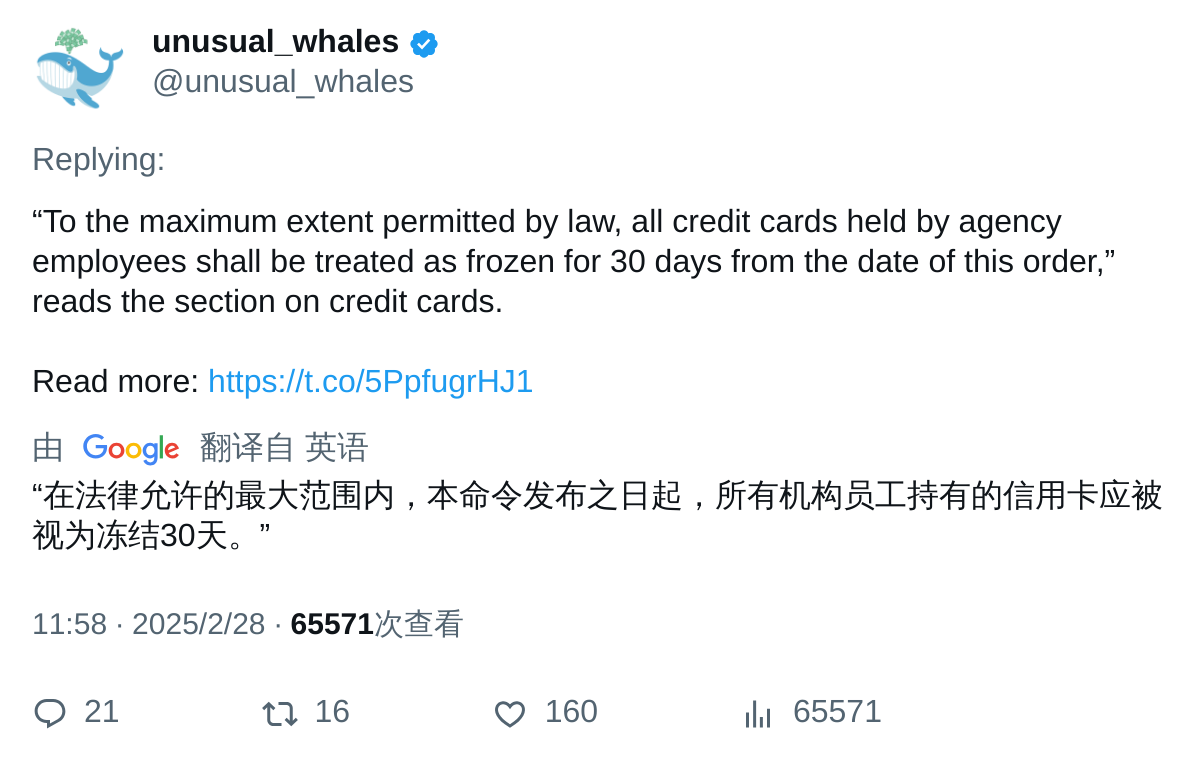 unusual_whales
@unusual_whales
Replying:
“To the maximum extent permitted by law, all credit cards held by agency
employees shall be treated as frozen for 30 days from the date of this order,”
reads the section on credit cards.
Read more: https://t.co/5PpfugrHJ1
由 Google 翻译自 英语
“在法律允许的最大范围内，本命令发布之日起，所有机构员工持有的信用卡应被
视为冻结30天。”
11:58 · 2025/2/28 · 65571次查看
21 16 160 65571